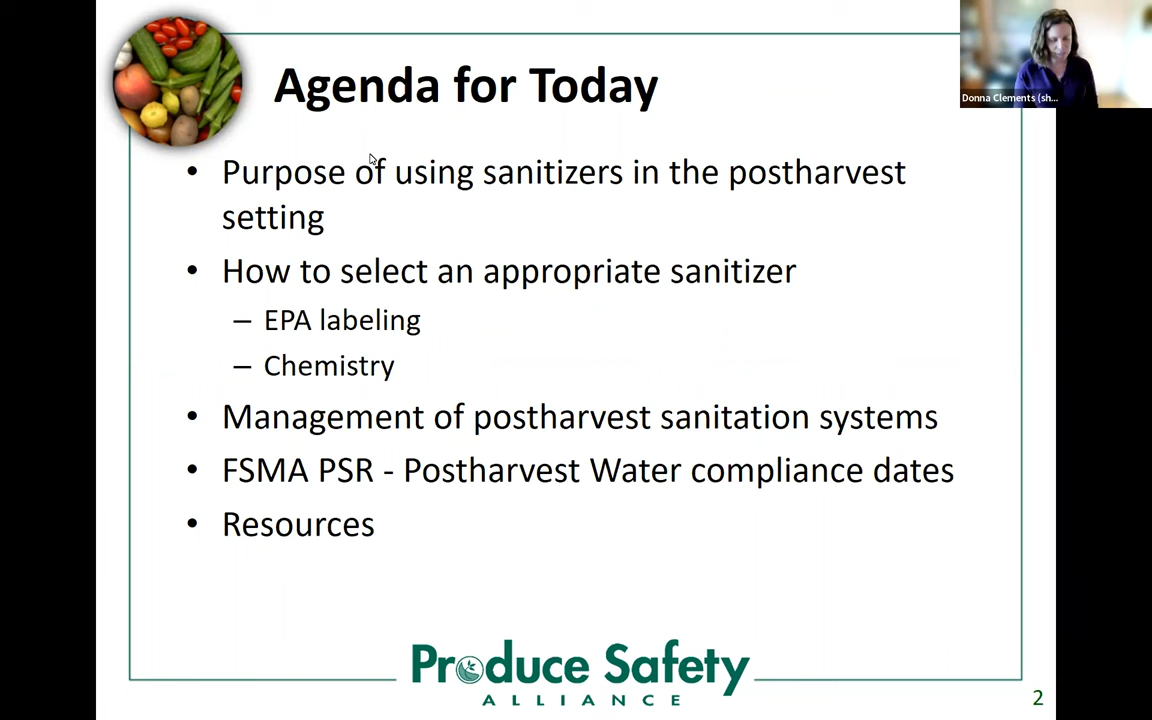 Agenda for Today
Donna Clements (sh...
• Purpose of using sanitizers in the postharvest
setting
• How to select an appropriate sanitizer
– EPA labeling
– Chemistry
• Management of postharvest sanitation systems
• FSMA PSR - Postharvest Water compliance dates
• Resources
Produce Safety
ALLIANCE
2